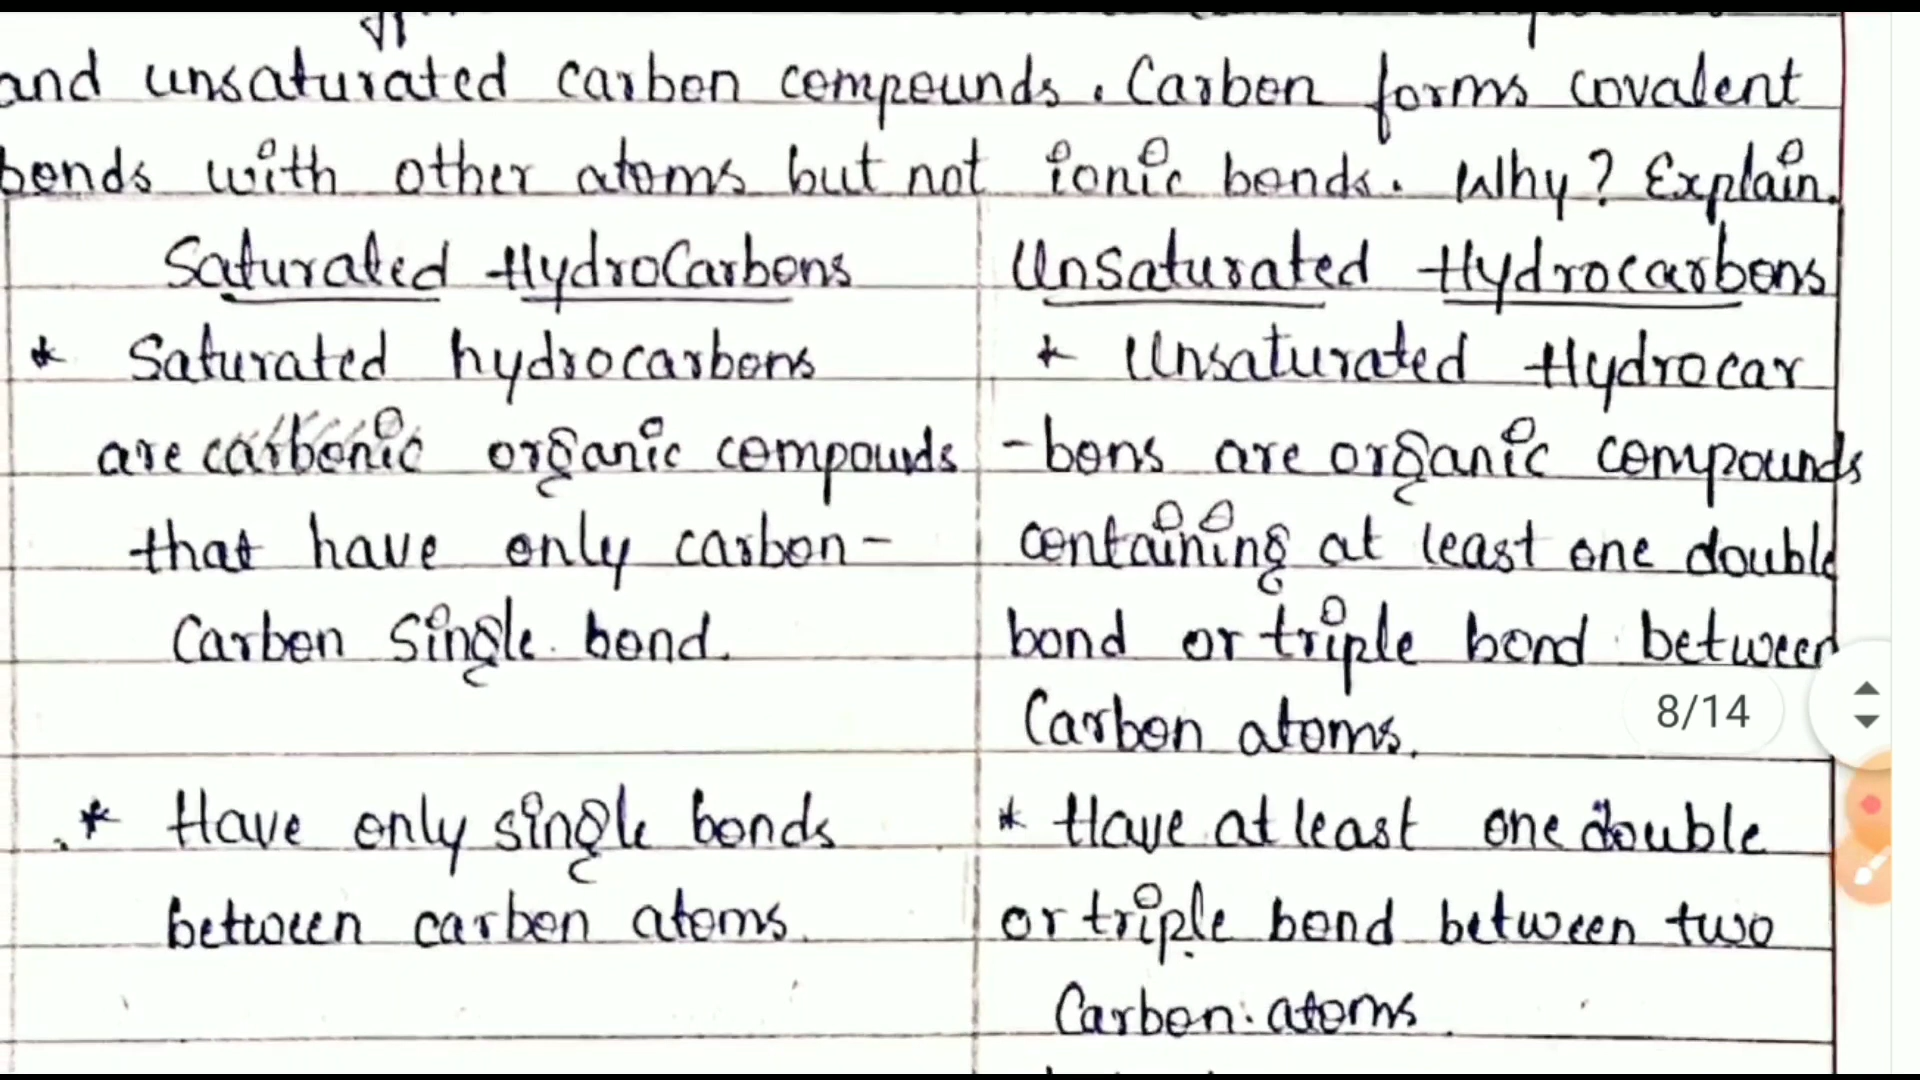 and unsaturated carbon compounds. Carbon forms covalent
bonds with other atoms but not ionic bonds. Why? Explain.
Saturated HydroCarbons
* Saturated hydrocarbons
are carbonic organic compounds
that have only carbon-
Carbon Single bond.
* Have only single bonds
between carbon atoms.
Unsaturated Hydrocarbons
* Unsaturated Hydrocar
-bons are organic compounds
containing at least one double
bond or triple bond between
Carbon atoms.
* Have at least one double
or triple bond between two
Carbon atoms
8/14